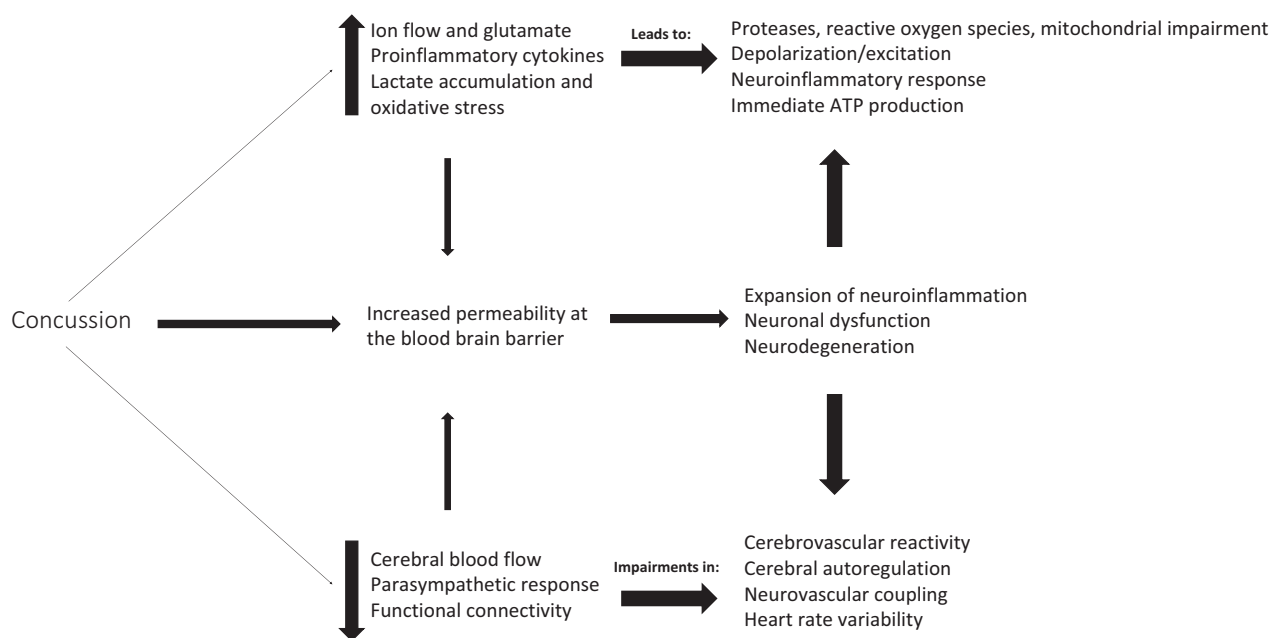 Ion flow and glutamate
Proinflammatory cytokines
Lactate accumulation and
oxidative stress
Leads to:
Proteases, reactive oxygen species, mitochondrial impairment
Depolarization/excitation
Neuroinflammatory response
Immediate ATP production
Concussion
Increased permeability at
the blood brain barrier
Expansion of neuroinflammation
Neuronal dysfunction
Neurodegeneration
Cerebral blood flow
Parasympathetic response
Functional connectivity
Impairments in:
Cerebrovascular reactivity
Cerebral autoregulation
Neurovascular coupling
Heart rate variability